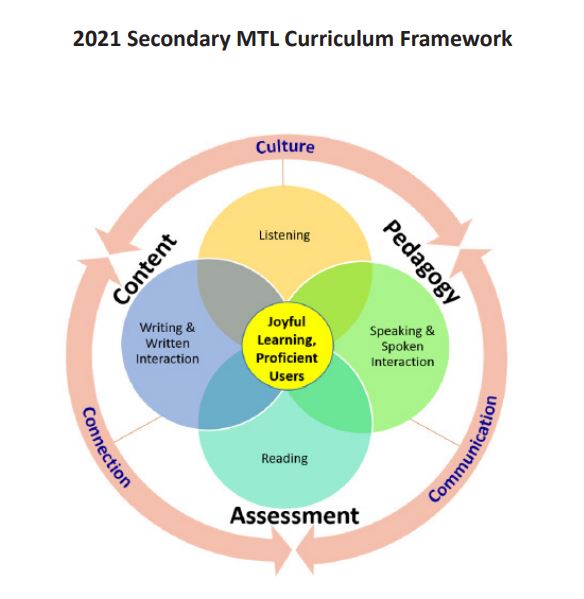 2021 Secondary MTL Curriculum Framework
Culture
Content
Pedagogy
Listening
Writing &
Written
Interaction
Joyful
Learning,
Proficient
Users
Speaking &
Spoken
Interaction
Connection
Communication
Reading
Assessment